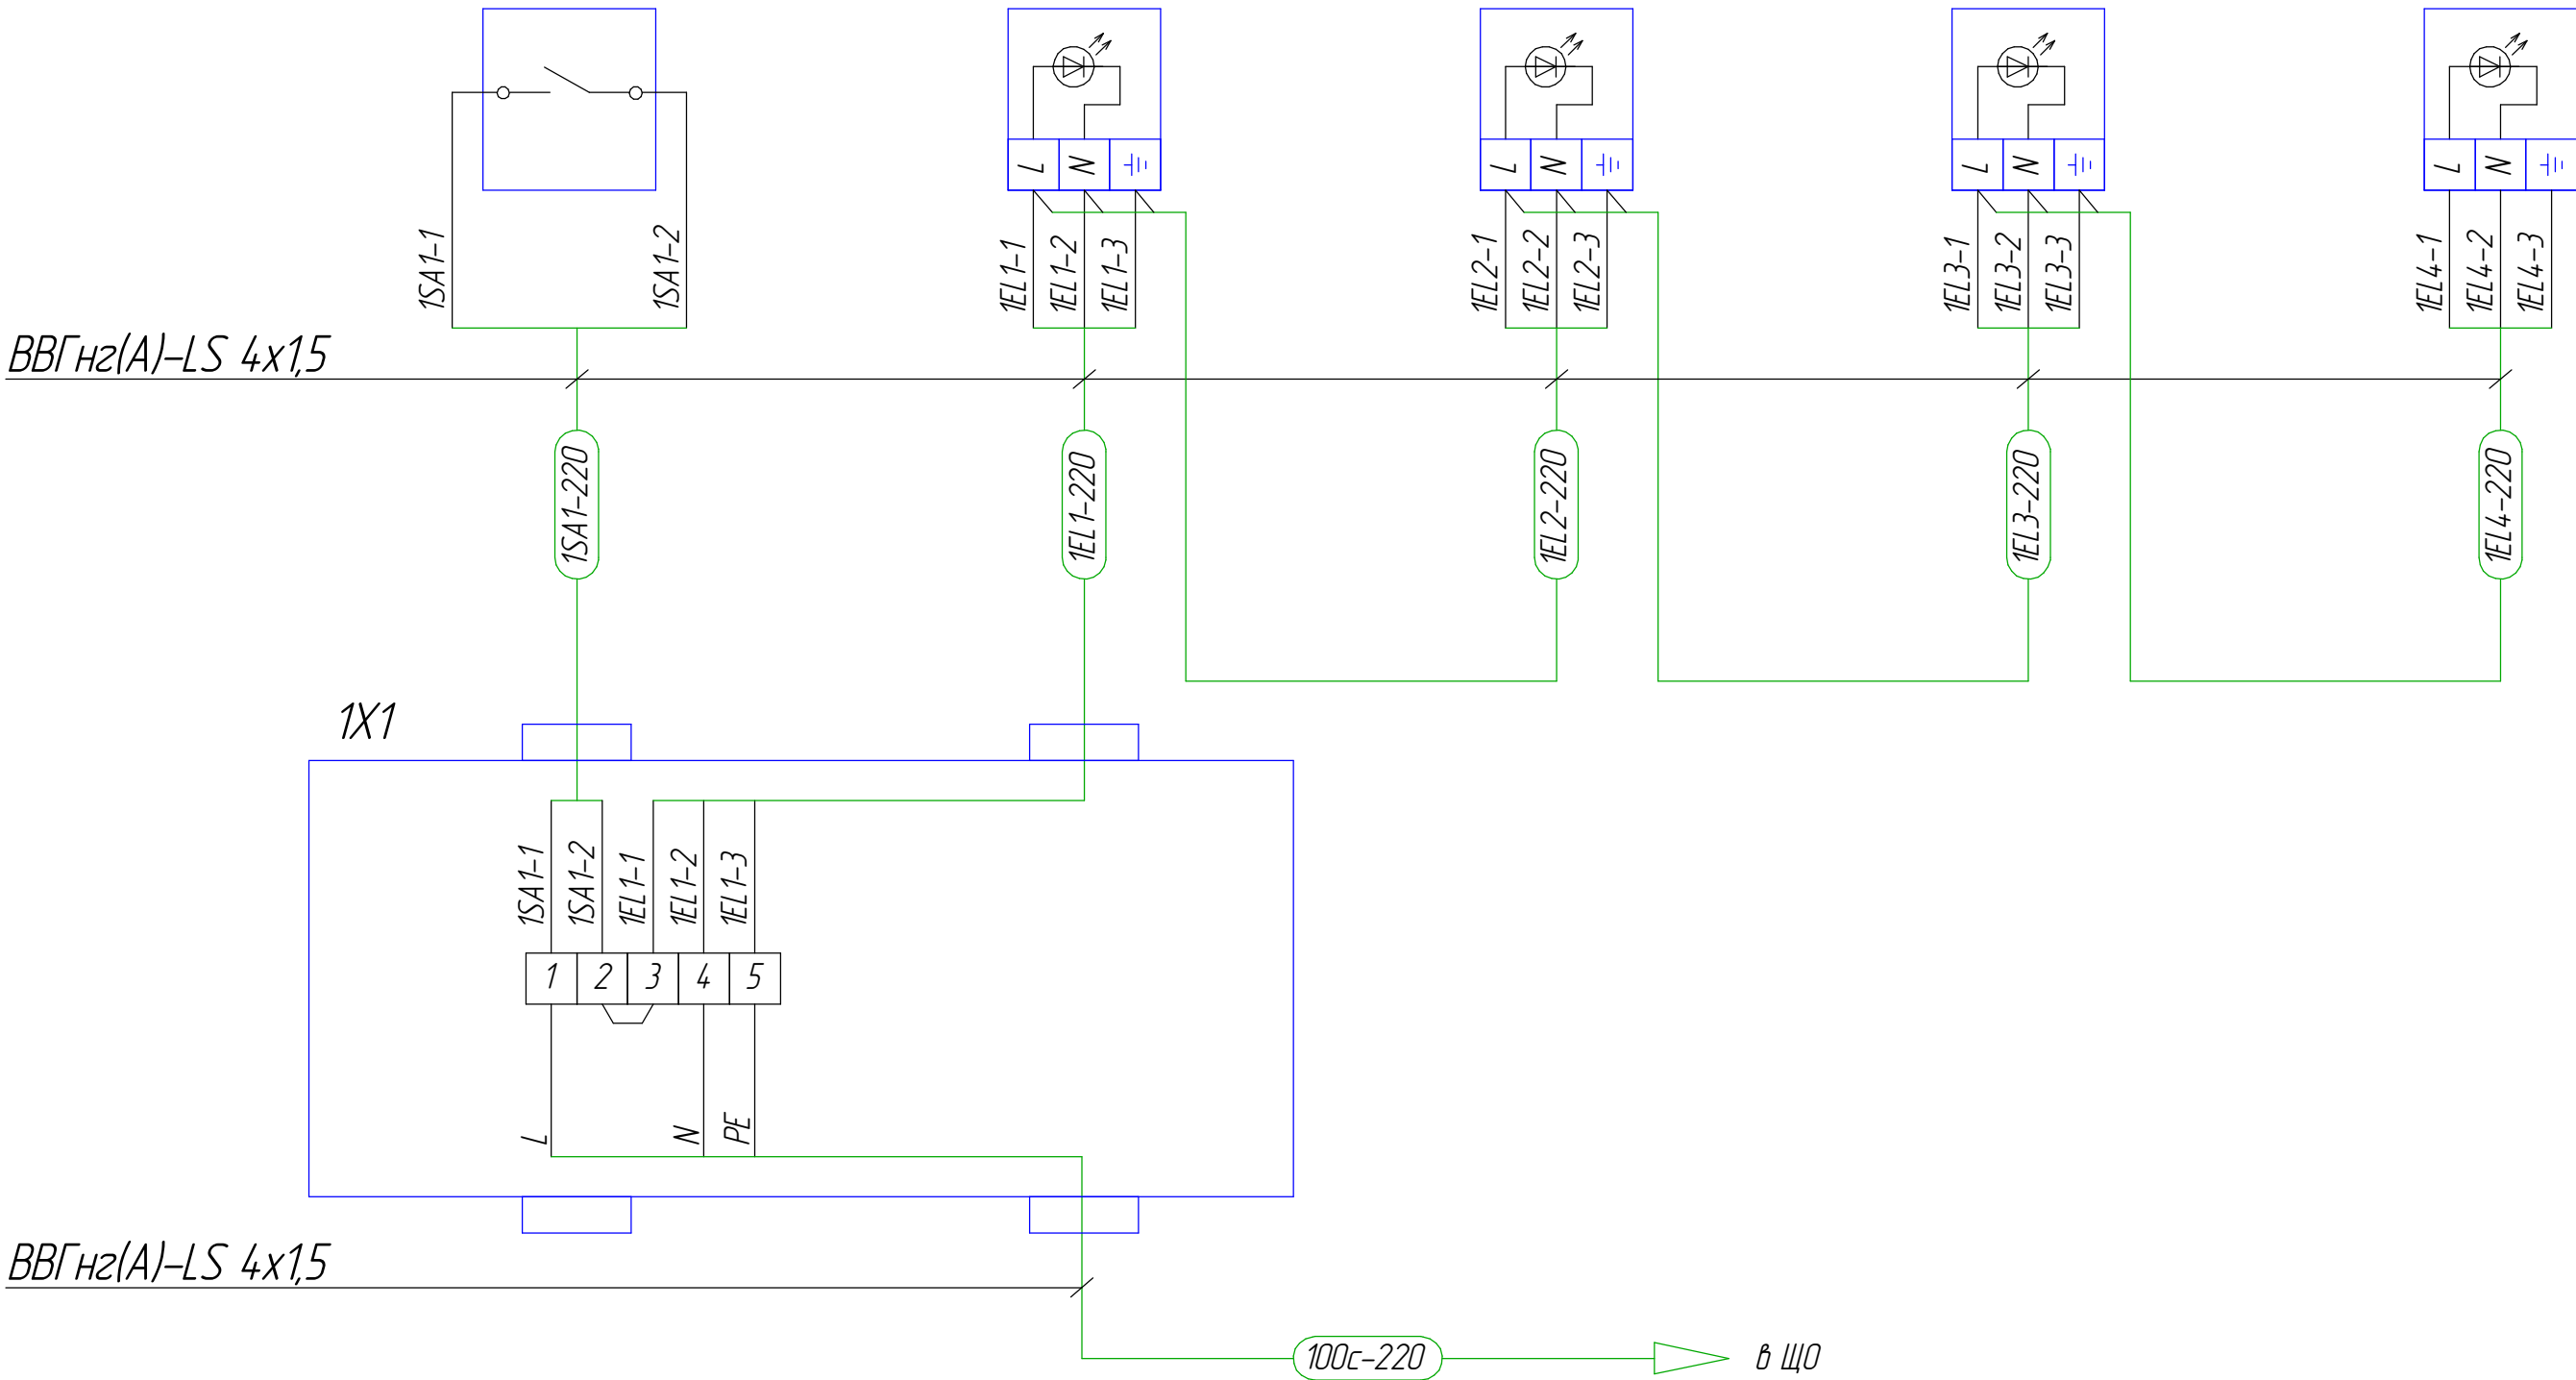 L N
L N
L N
L N
1SA1-1 1SA1-2
1EL1-1 1EL1-2 1EL1-3
1EL2-1 1EL2-2 1EL2-3
1EL3-1 1EL3-2 1EL3-3
1EL4-1 1EL4-2 1EL4-3
ВВГнг(А)-LS 4х1,5
1SA1-220
1EL1-220
1EL2-220
1EL3-220
1EL4-220
1X1
1SA1-1 1SA1-2 1EL1-1 1EL1-2 1EL1-3
1 2 3 4 5
L N PE
ВВГнг(А)-LS 4х1,5
100с-220
в ЩО